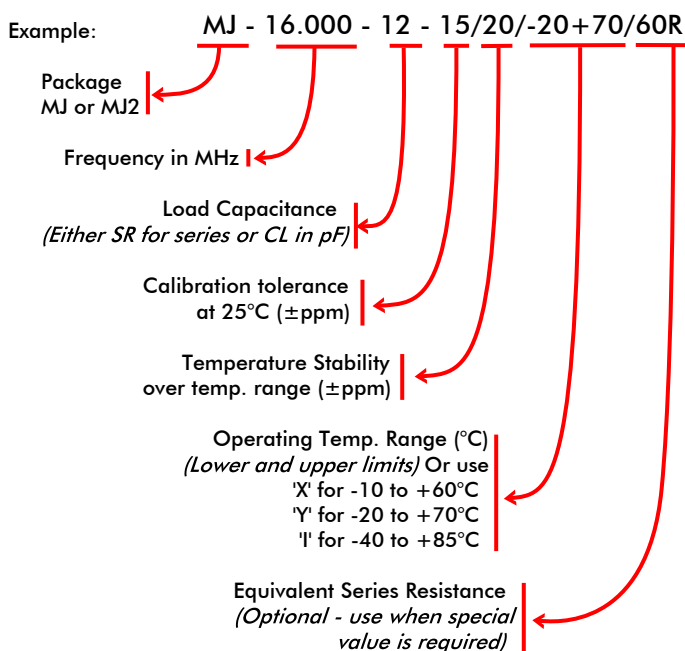 Example:
MJ - 16.000 - 12 - 15/20/-20+70/60R
Package
MJ or MJ2
Frequency in MHz
Load Capacitance
(Either SR for series or CL in pF)
Calibration tolerance
at 25°C (±ppm)
Temperature Stability
over temp. range (±ppm)
Operating Temp. Range (°C)
(Lower and upper limits) Or use
'X' for -10 to +60°C
'Y' for -20 to +70°C
'I' for -40 to +85°C
Equivalent Series Resistance
(Optional - use when special
value is required)